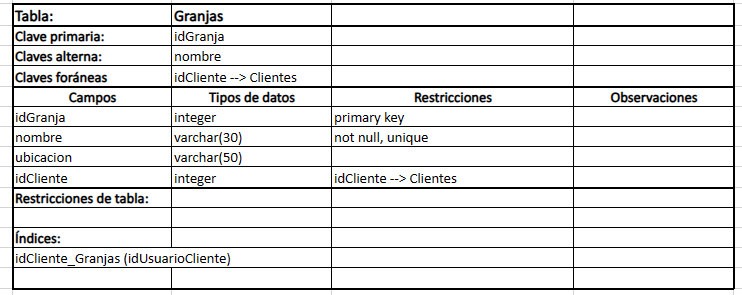 Tabla: Granjas
Clave primaria: idGranja
Claves alterna: nombre
Claves foráneas idCliente --> Clientes
Campos Tipos de datos Restricciones Observaciones
idGranja integer primary key
nombre varchar(30) not null, unique
ubicacion varchar(50)
idCliente integer idCliente --> Clientes
Restricciones de tabla:
Índices:
idCliente_Granjas (idUsuarioCliente)